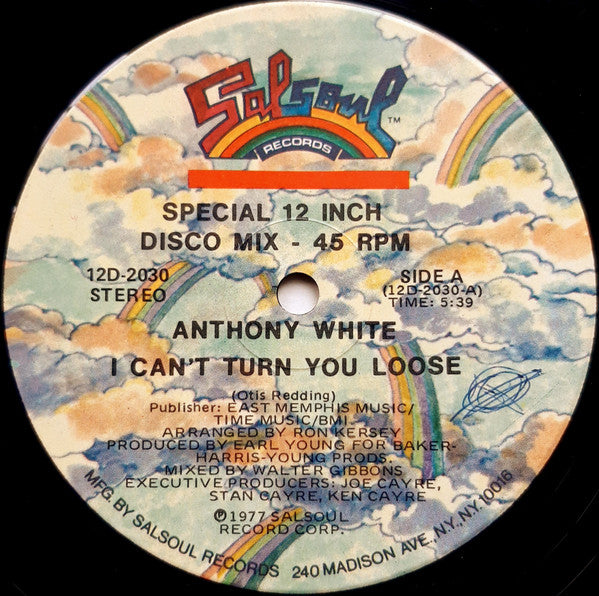 Salsoul ™
RECORDS
SPECIAL 12 INCH
DISCO MIX - 45 RPM
12D-2030
STEREO
SIDE A
(12D-2030-A)
TIME: 5:39
ANTHONY WHITE
I CAN'T TURN YOU LOOSE
(Otis Redding)
Publisher: EAST MEMPHIS MUSIC/
TIME MUSIC/BMI
ARRANGED BY RON KERSEY
PRODUCED BY EARL YOUNG FOR BAKER-
HARRIS-YOUNG PRODS.
MIXED BY WALTER GIBBONS
EXECUTIVE PRODUCERS: JOE CAYRE,
STAN CAYRE, KEN CAYRE
℗ 1977 SALSOUL
RECORD CORP.
MFG. BY SALSOUL RECORDS 240 MADISON AVE., N.Y., N.Y. 10016